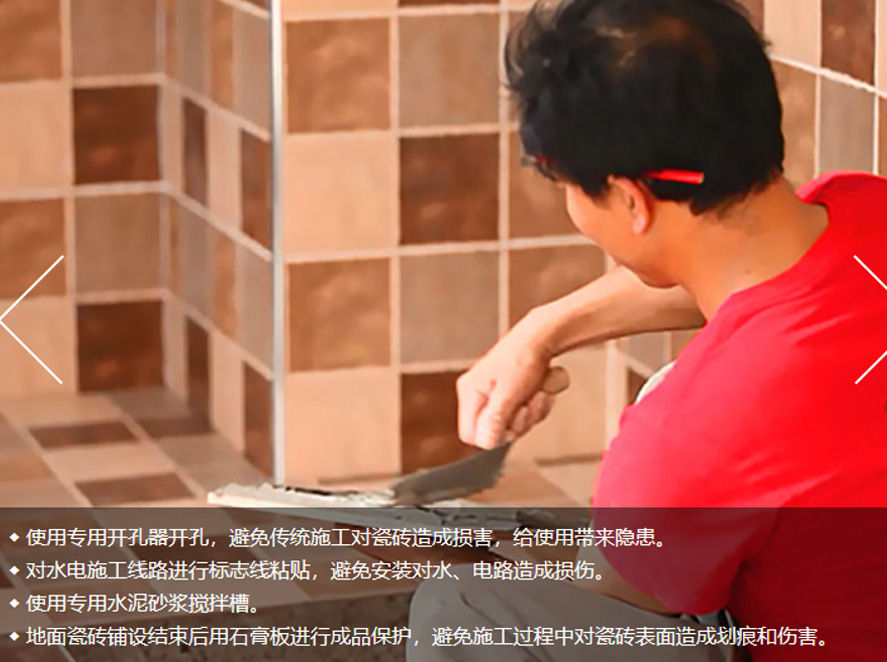 ◆ 使用专用开孔器开孔，避免传统施工对瓷砖造成损害，给使用带来隐患。
◆ 对水电施工线路进行标志线粘贴，避免安装对水、电路造成损伤。
◆ 使用专用水泥砂浆搅拌槽。
◆ 地面瓷砖铺设结束后用石膏板进行成品保护，避免施工过程中对瓷砖表面造成划痕和伤害。